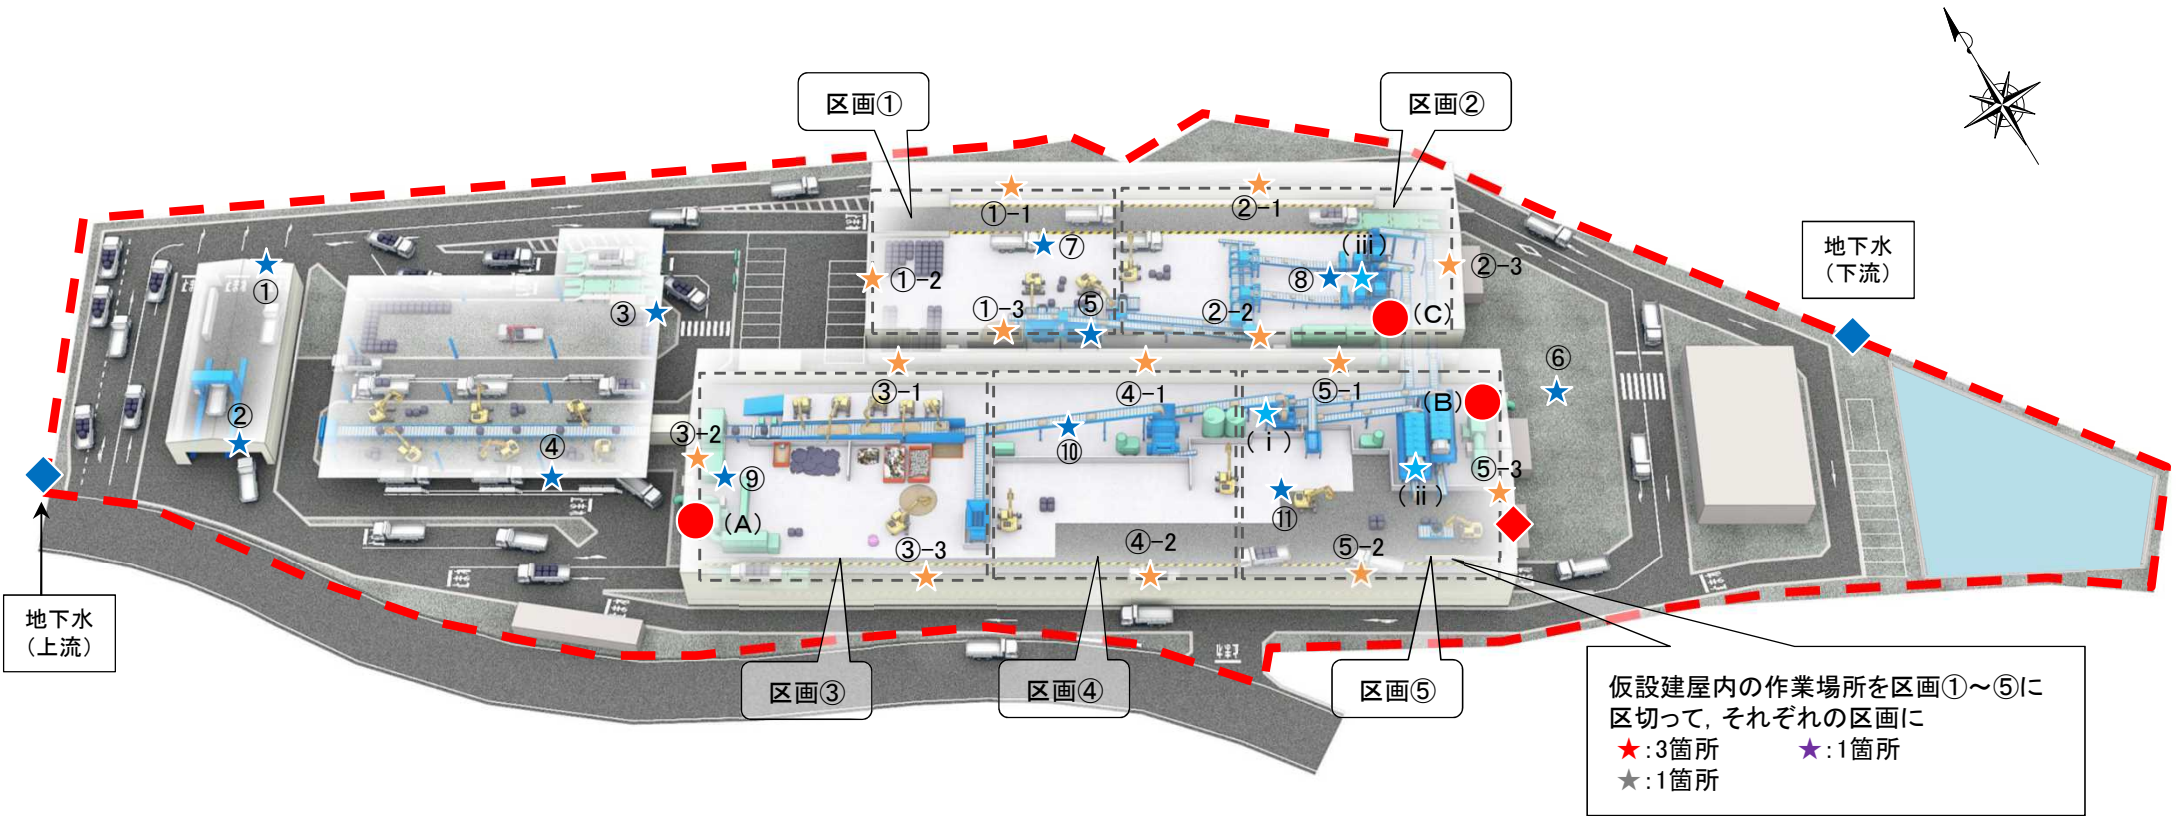 区画①
区画②
①-1
②-1
①
⑦
(ⅲ)
地下水
(下流)
①-2
⑧
②-3
③
①-3
⑤
②-2
(C)
⑥
③-1
④-1
⑤-1
(B)
②
③-2
⑩
(ⅰ)
④
⑨
⑤-3
(ⅱ)
(A)
⑪
③-3
④-2
⑤-2
地下水
(上流)
区画③
区画④
区画⑤
仮設建屋内の作業場所を区画①~⑤に
区切って,それぞれの区画に
★:3箇所 ★:1箇所
★:1箇所